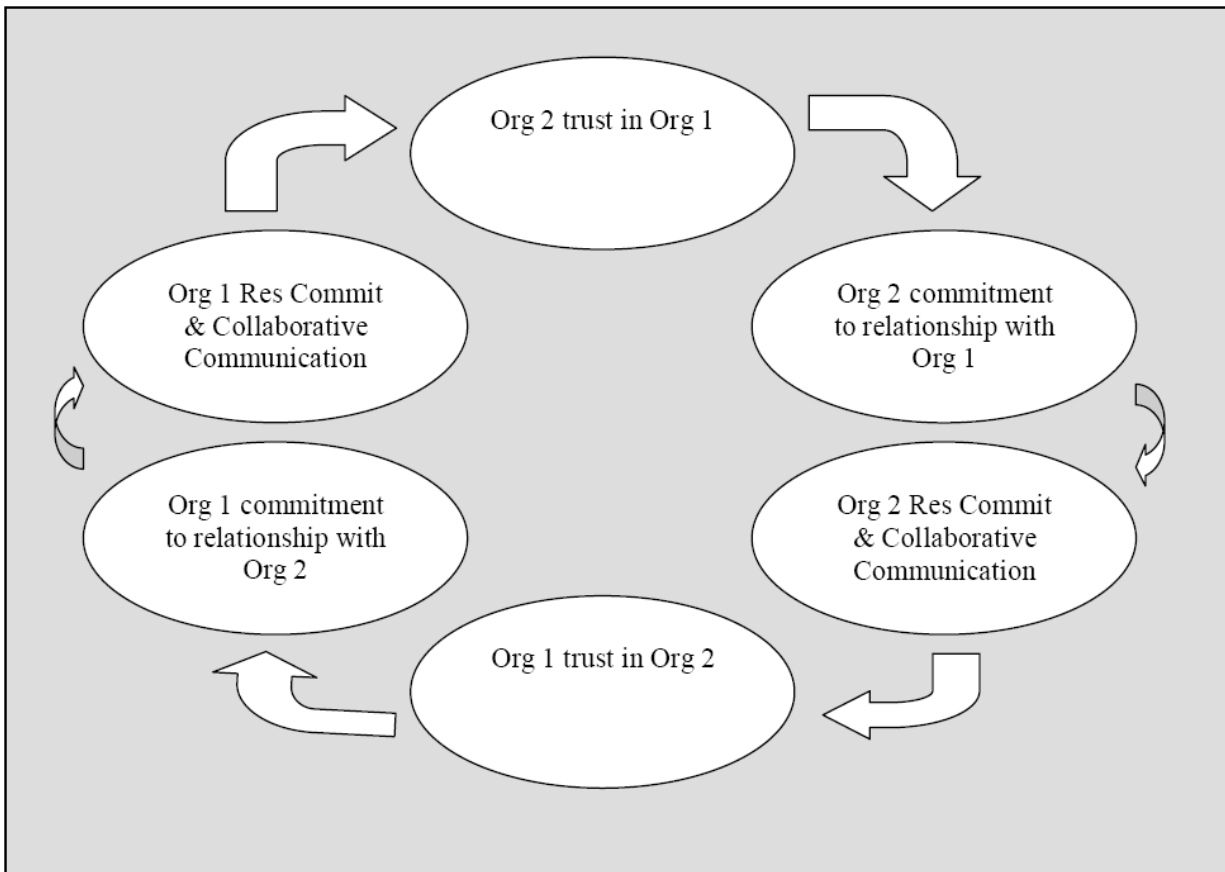 Org 2 trust in Org 1
Org 1 Res Commit
& Collaborative
Communication
Org 2 commitment
to relationship with
Org 1
Org 1 commitment
to relationship with
Org 2
Org 2 Res Commit
& Collaborative
Communication
Org 1 trust in Org 2